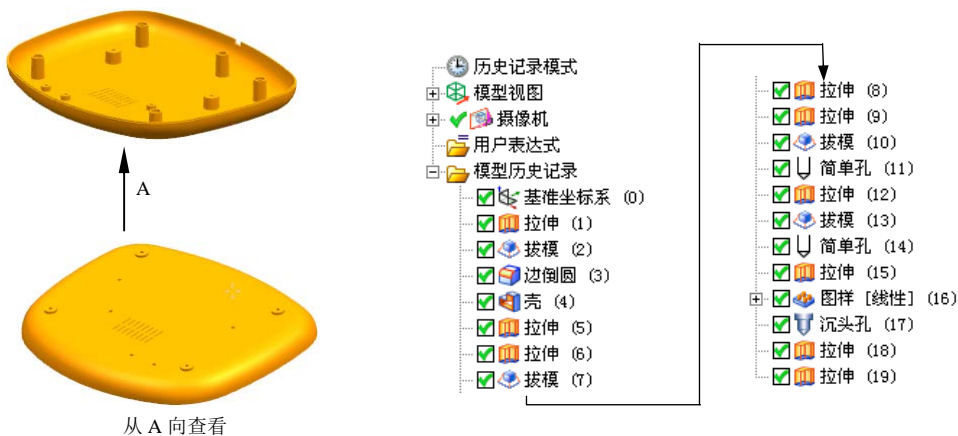 A
从 A 向查看
历史记录模式
模型视图
摄像机
用户表达式
模型历史记录
基准坐标系 (0)
拉伸 (1)
拔模 (2)
边倒圆 (3)
壳 (4)
拉伸 (5)
拉伸 (6)
拔模 (7)
拉伸 (8)
拉伸 (9)
拔模 (10)
简单孔 (11)
拉伸 (12)
拔模 (13)
简单孔 (14)
拉伸 (15)
图样 [线性] (16)
沉头孔 (17)
拉伸 (18)
拉伸 (19)